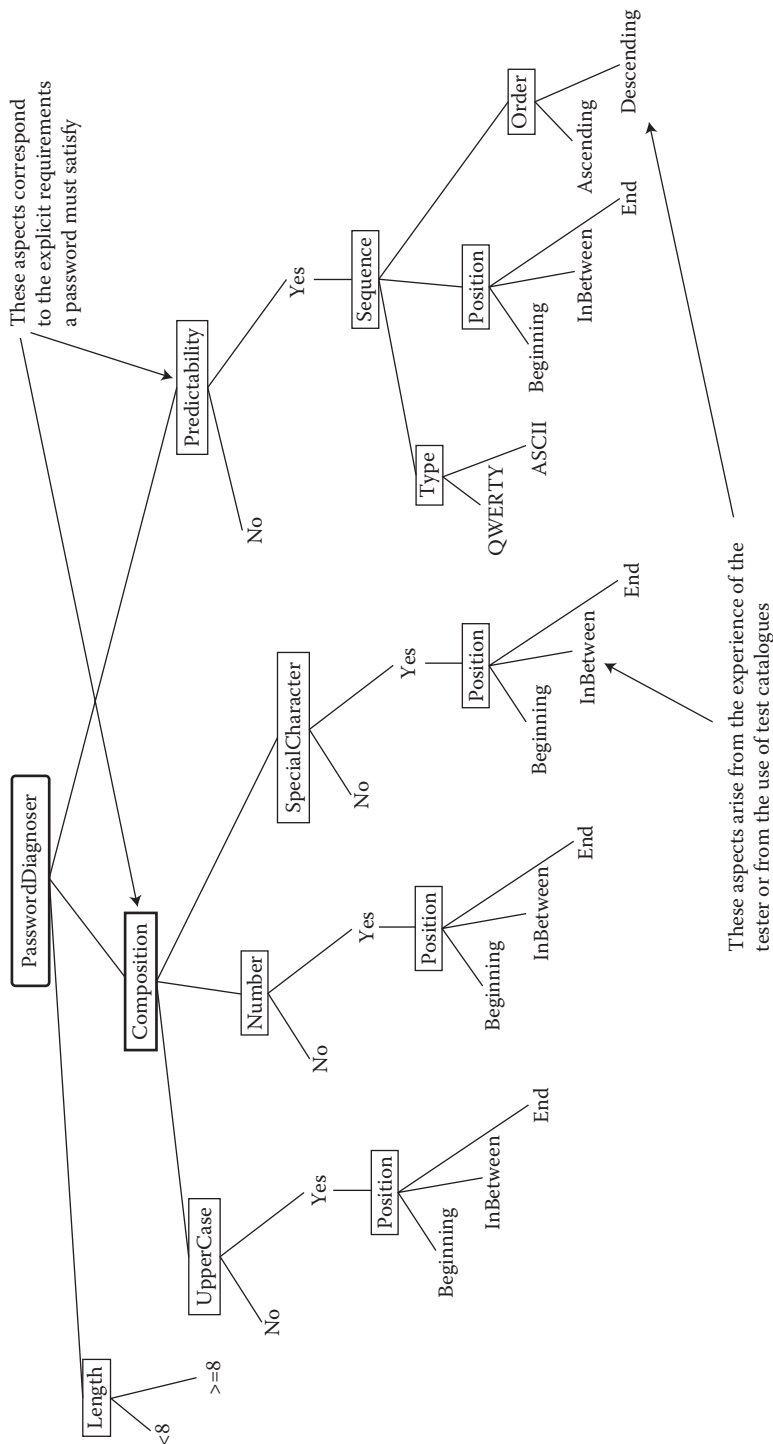 PasswordDiagnoser
These aspects correspond
to the explicit requirements
a password must satisfy
Length
<8
>=8
Composition
UpperCase
No
Yes
Position
Beginning
InBetween
End
Number
No
Yes
Position
Beginning
InBetween
End
SpecialCharacter
No
Yes
Position
Beginning
InBetween
End
Predictability
No
Yes
Sequence
Type
QWERTY
ASCII
Position
Beginning
InBetween
End
Order
Ascending
Descending
These aspects arise from the experience of the
tester or from the use of test catalogues